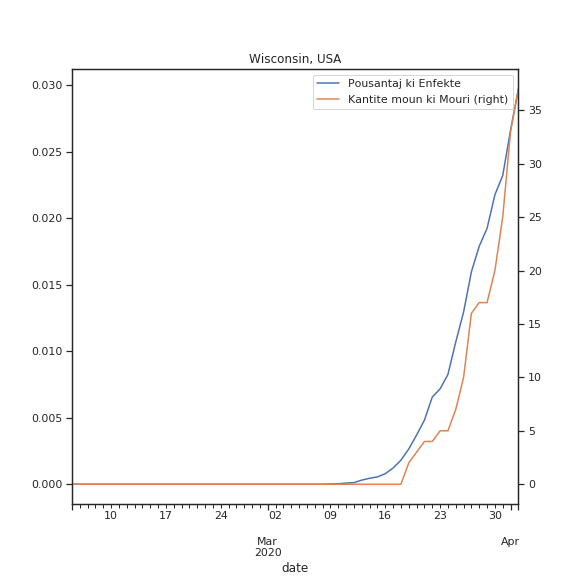 Wisconsin, USA
Pousantaj ki Enfekte
Kantite moun ki Mouri (right)
0.030
0.025
0.020
0.015
0.010
0.005
0.000
35
30
25
20
15
10
5
0
10 17 24 02 09 16 23 30
Mar Apr
2020
date